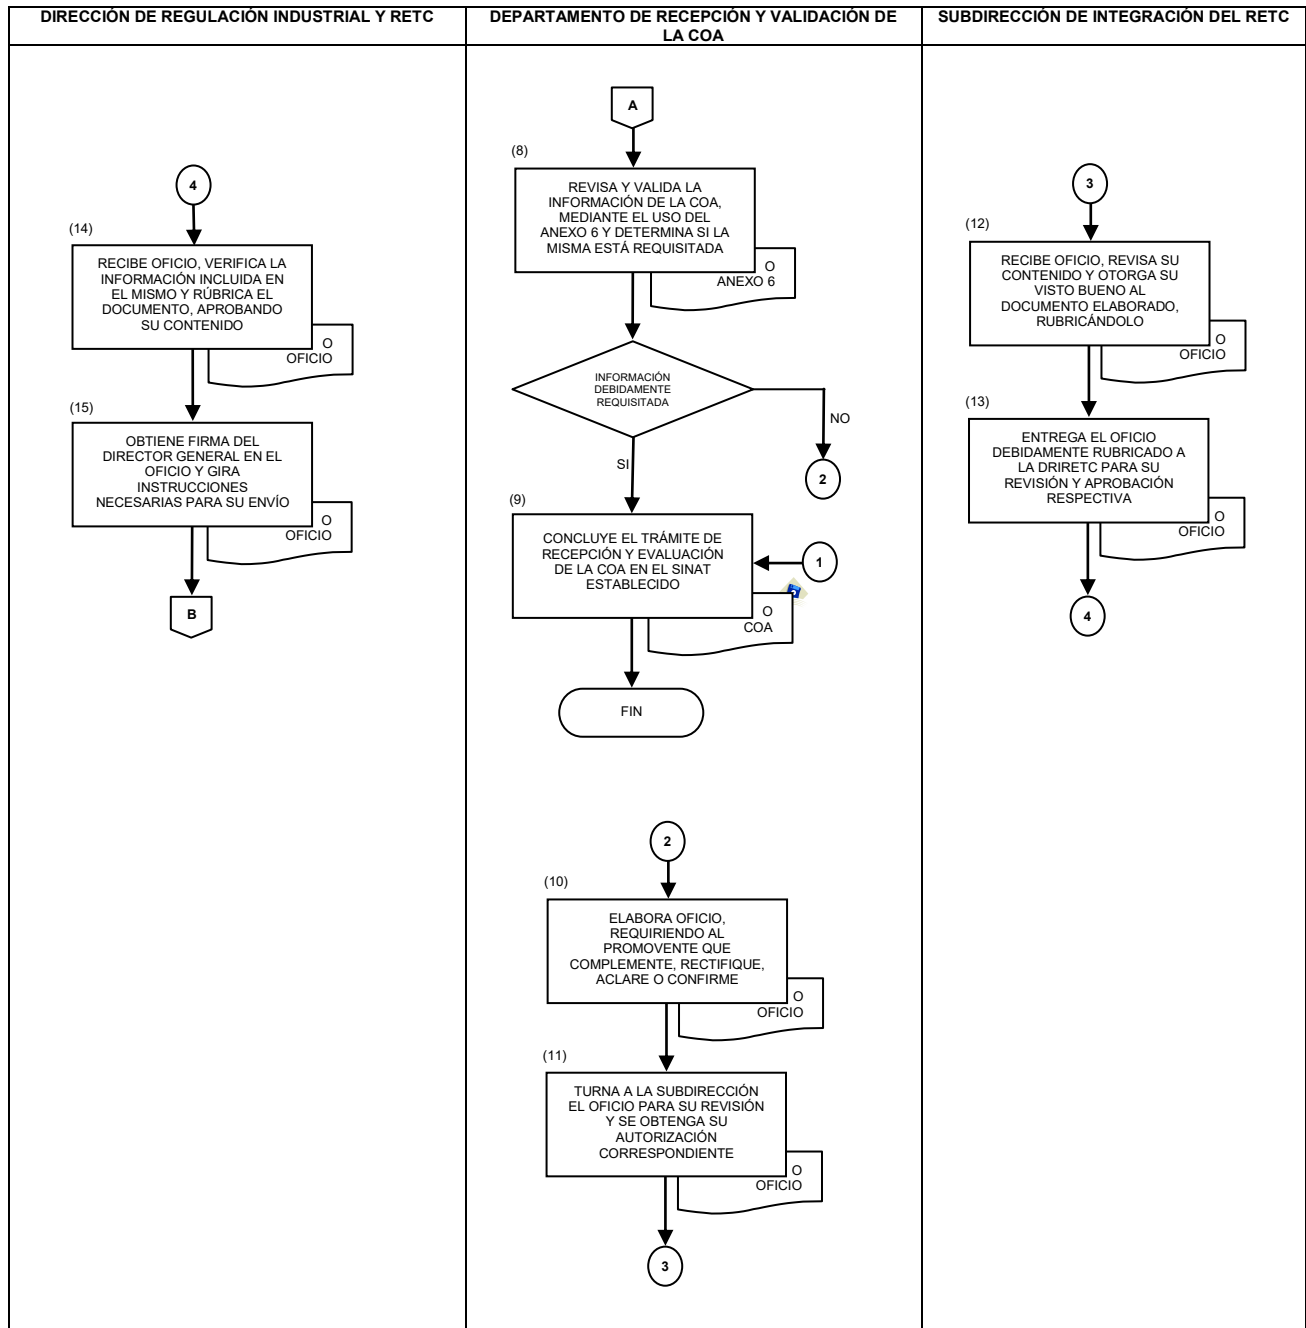 DIRECCIÓN DE REGULACIÓN INDUSTRIAL Y RETC
DEPARTAMENTO DE RECEPCIÓN Y VALIDACIÓN DE
LA COA
SUBDIRECCIÓN DE INTEGRACIÓN DEL RETC
4
(14)
RECIBE OFICIO, VERIFICA LA
INFORMACIÓN INCLUIDA EN
EL MISMO Y RÚBRICA EL
DOCUMENTO, APROBANDO
SU CONTENIDO
O
OFICIO
(15)
OBTIENE FIRMA DEL
DIRECTOR GENERAL EN EL
OFICIO Y GIRA
INSTRUCCIONES
NECESARIAS PARA SU ENVÍO
O
OFICIO
B
A
(8)
REVISA Y VALIDA LA
INFORMACIÓN DE LA COA,
MEDIANTE EL USO DEL
ANEXO 6 Y DETERMINA SI LA
MISMA ESTÁ REQUISITADA
O
ANEXO 6
INFORMACIÓN
DEBIDAMENTE
REQUISITADA
NO
2
SI
(9)
CONCLUYE EL TRÁMITE DE
RECEPCIÓN Y EVALUACIÓN
DE LA COA EN EL SINAT
ESTABLECIDO
1
O
COA
FIN
2
(10)
ELABORA OFICIO,
REQUIRIENDO AL
PROMOVENTE QUE
COMPLEMENTE, RECTIFIQUE,
ACLARE O CONFIRME
O
OFICIO
(11)
TURNA A LA SUBDIRECCIÓN
EL OFICIO PARA SU REVISIÓN
Y SE OBTENGA SU
AUTORIZACIÓN
CORRESPONDIENTE
O
OFICIO
3
3
(12)
RECIBE OFICIO, REVISA SU
CONTENIDO Y OTORGA SU
VISTO BUENO AL
DOCUMENTO ELABORADO,
RUBRICÁNDOLO
O
OFICIO
(13)
ENTREGA EL OFICIO
DEBIDAMENTE RUBRICADO A
LA DRIRETC PARA SU
REVISIÓN Y APROBACIÓN
RESPECTIVA
O
OFICIO
4